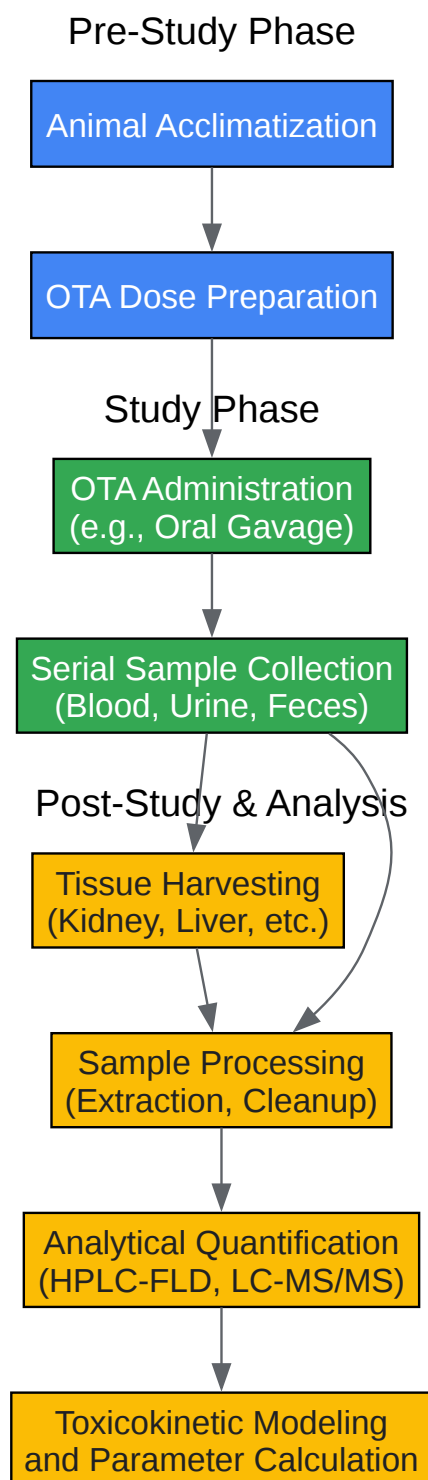 Pre-Study Phase
Animal Acclimatization
OTA Dose Preparation
Study Phase
OTA Administration
(e.g., Oral Gavage)
Serial Sample Collection
(Blood, Urine, Feces)
Post-Study & Analysis
Tissue Harvesting
(Kidney, Liver, etc.)
Sample Processing
(Extraction, Cleanup)
Analytical Quantification
(HPLC-FLD, LC-MS/MS)
Toxicokinetic Modeling
and Parameter Calculation